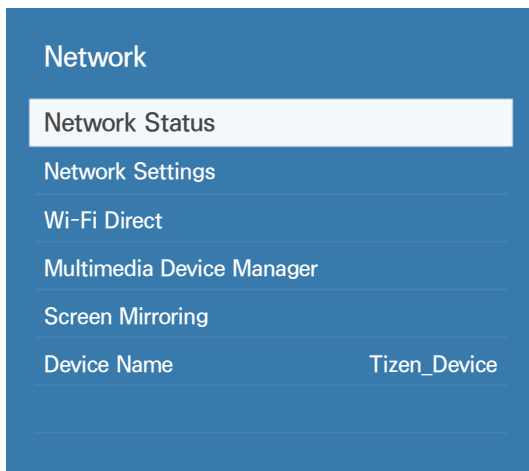 Network
Network Status
Network Settings
Wi-Fi Direct
Multimedia Device Manager
Screen Mirroring
Device Name Tizen_Device